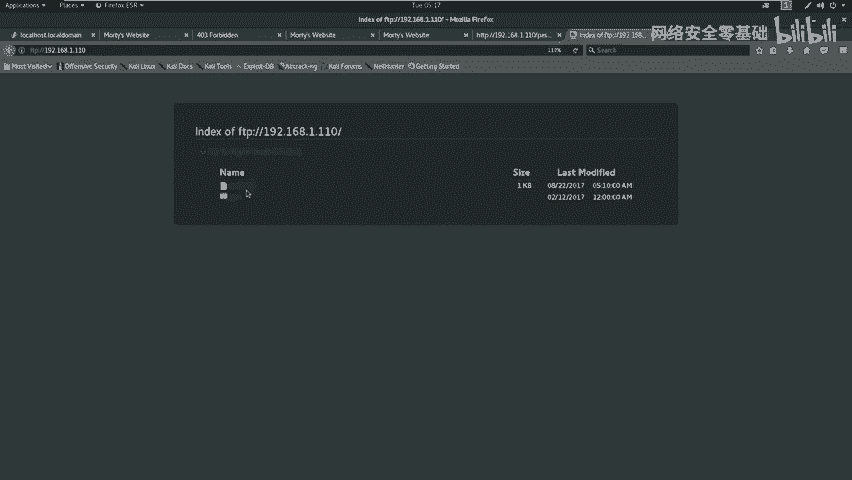 Applications Places Firefox ESR Tue 05:17
Index of ftp://192.168.1.110/ - Mozilla Firefox
localhost.localdomain Morty's Website 403 Forbidden Morty's Website Morty's Website http://192...168.1.110/pas... Index of ftp://192.168...
网络安全零基础 bilibili
ftp://192.168.1.110 110% Search
Most Visited Offensive Security Kali Linux Kali Docs Kali Tools Exploit-DB Aircrack-ng Kali Forums NetHunter Getting Started
Index of ftp://192.168.1.110/
Name Size Last Modified
1 KB 08/22/2017 05:10:00 AM
02/12/2017 12:00:00 AM